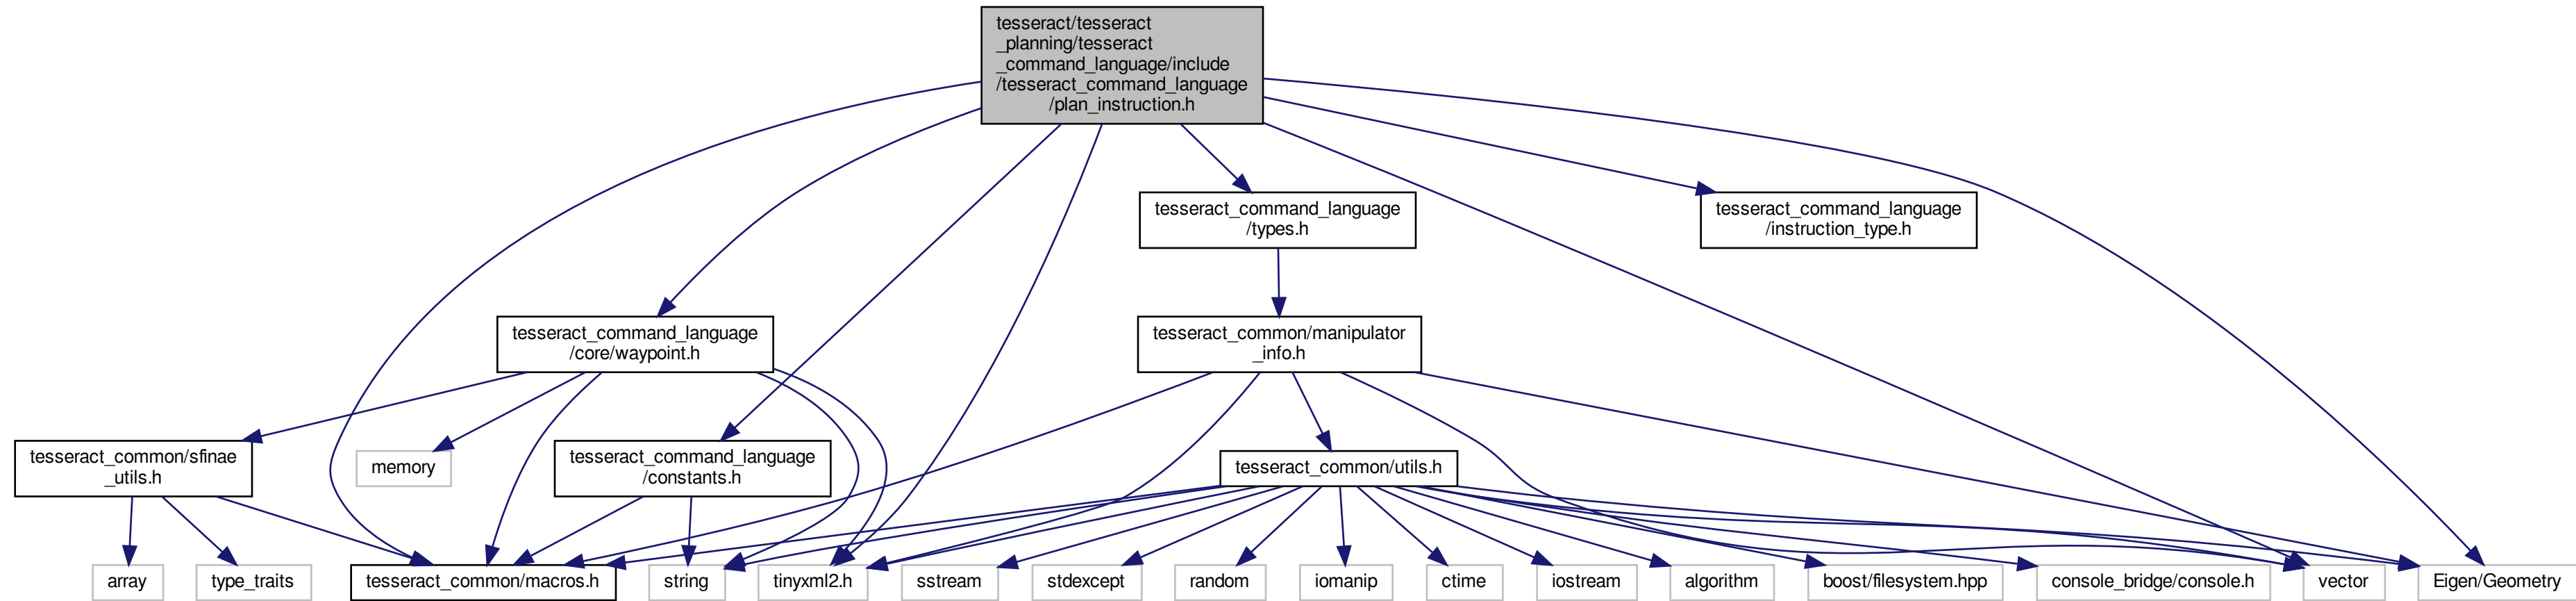 tesseract/tesseract
_planning/tesseract
_command_language/include
/tesseract_command_language
/plan_instruction.h
tesseract_command_language
/types.h
tesseract_command_language
/instruction_type.h
tesseract_command_language
/core/waypoint.h
tesseract_common/manipulator
_info.h
tesseract_common/sfinae
_utils.h
memory
tesseract_command_language
/constants.h
tesseract_common/utils.h
array
type_traits
tesseract_common/macros.h
string
tinyxml2.h
sstream
stdexcept
random
iomanip
ctime
iostream
algorithm
boost/filesystem.hpp
console_bridge/console.h
vector
Eigen/Geometry